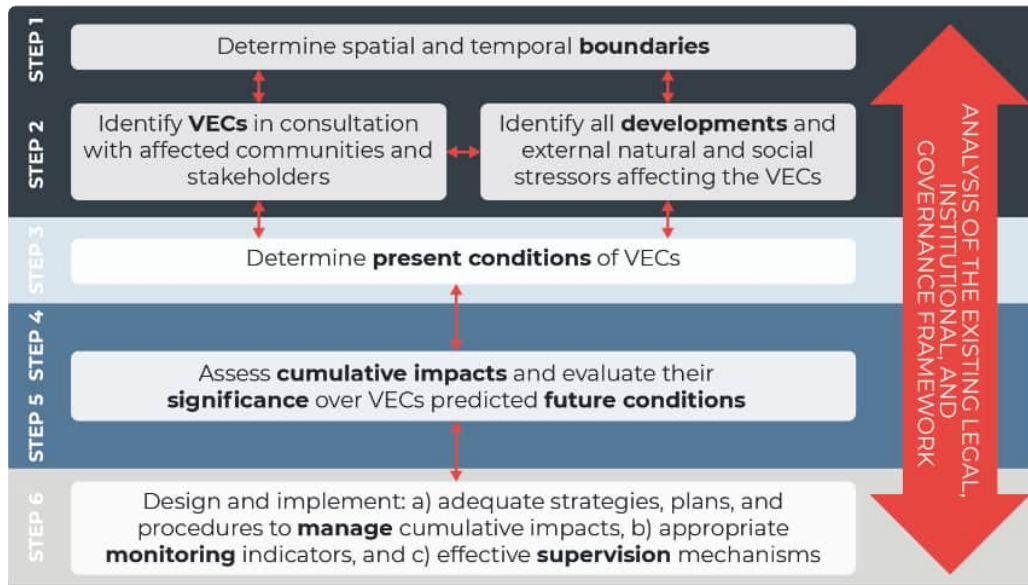 STEP 1
Determine spatial and temporal boundaries
STEP 2
Identify VECs in consultation
with affected communities and
stakeholders
Identify all developments and
external natural and social
stressors affecting the VECs
STEP 3
Determine present conditions of VECs
STEP 4
STEP 5
Assess cumulative impacts and evaluate their
significance over VECs predicted future conditions
STEP 6
Design and implement: a) adequate strategies, plans, and
procedures to manage cumulative impacts, b) appropriate
monitoring indicators, and c) effective supervision mechanisms
ANALYSIS OF THE EXISTING LEGAL,
INSTITUTIONAL, AND
GOVERNANCE FRAMEWORK